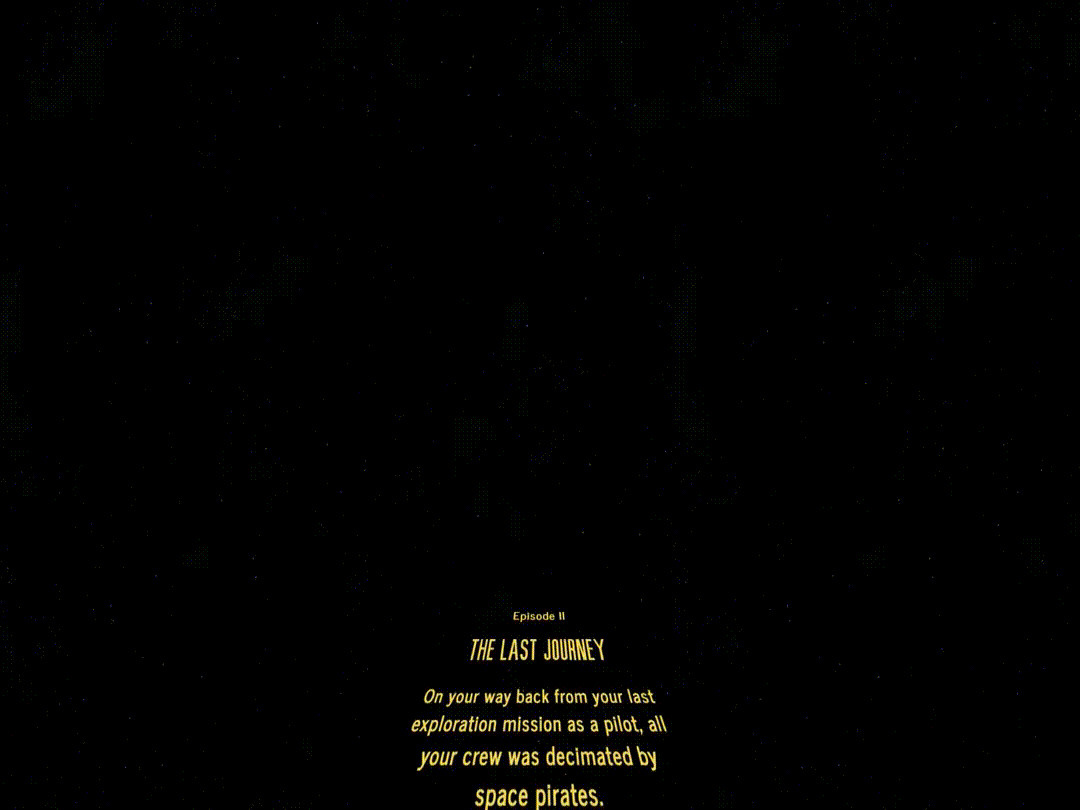 Episode II
THE LAST JOURNEY
On your way back from your last
exploration mission as a pilot, all
your crew was decimated by
space pirates.